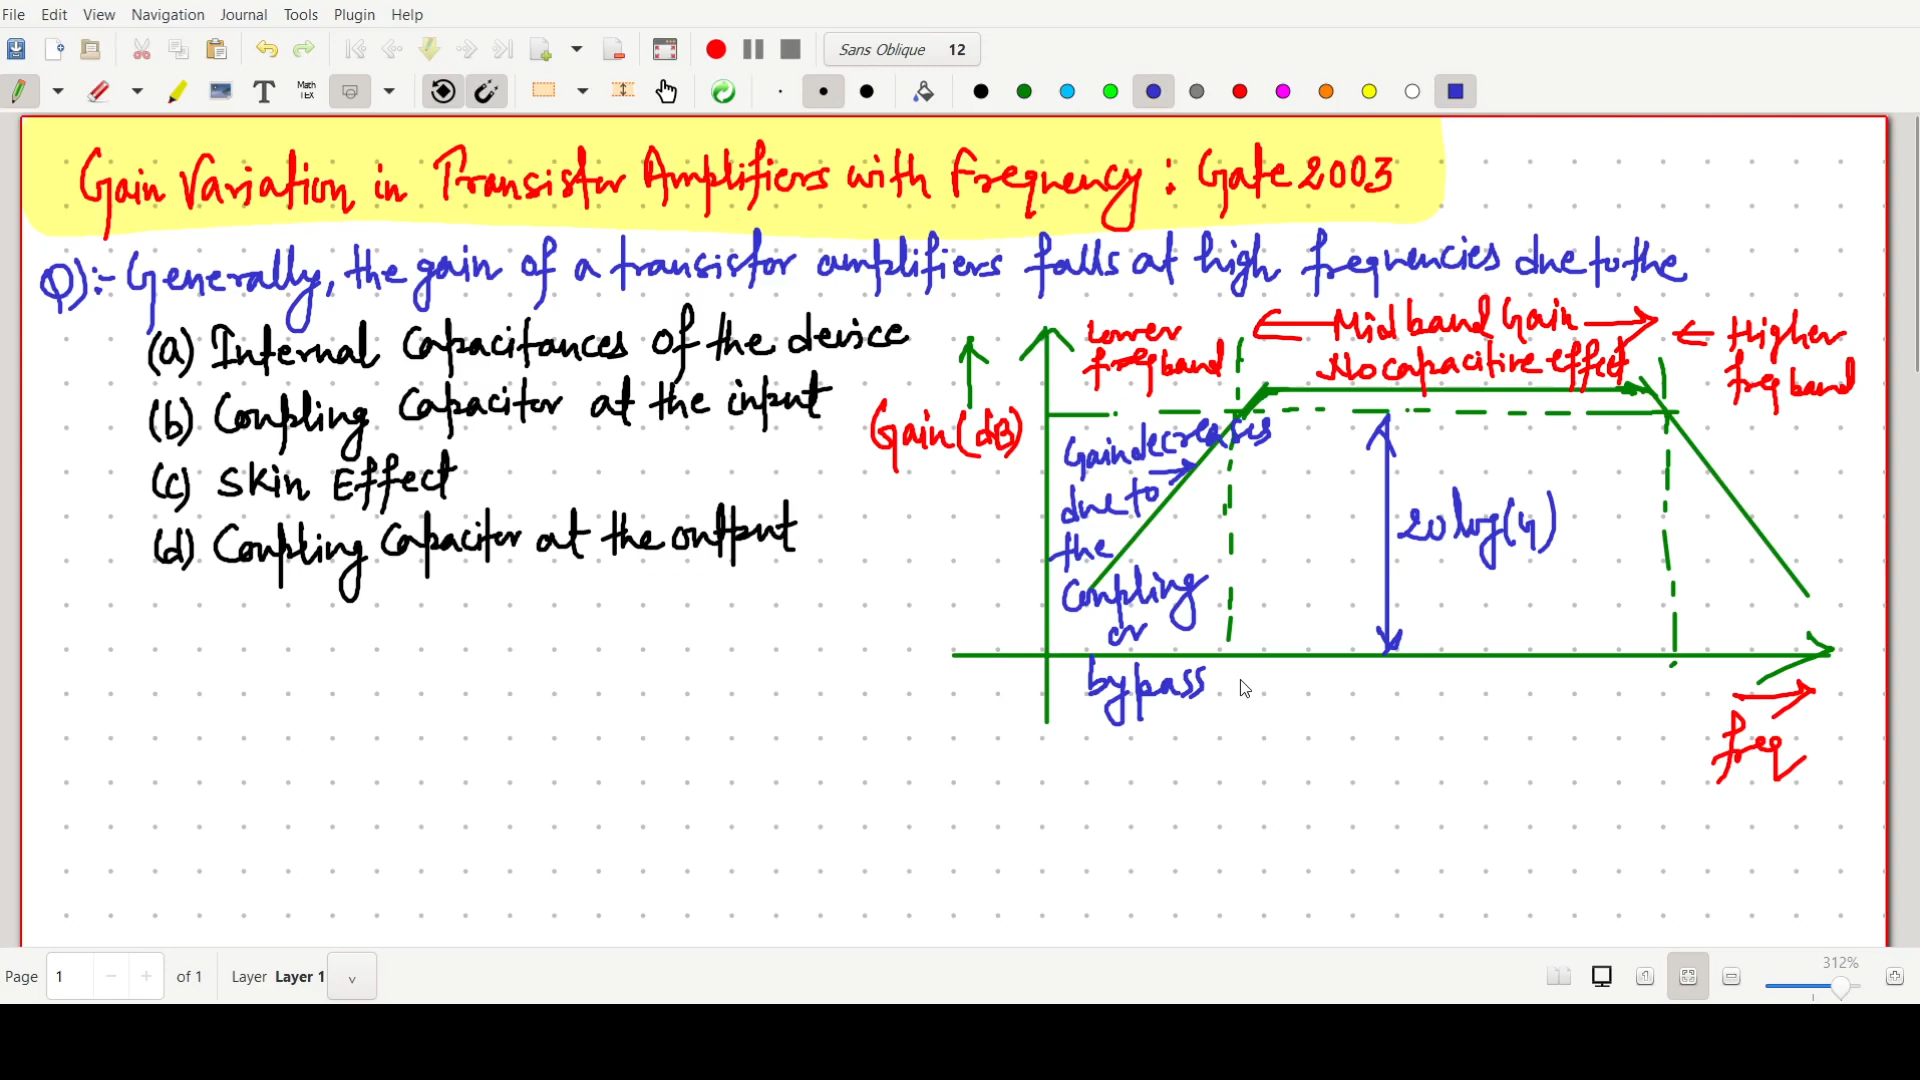 File Edit View Navigation Journal Tools Plugin Help
Sans Oblique 12
Math TEX
Gain Variation in Transistor Amplifiers with Frequency : Gate 2003
Q):- Generally, the gain of a transistor amplifiers falls at high frequencies due to the
(a) Internal Capacitances of the device
(b) Coupling Capacitor at the input
(c) Skin Effect
(d) Coupling Capacitor at the output
Lower
freq band
Mid band Gain
No capacitive effect
Higher
freq band
Gain (dB)
Gain decreases
due to
the
Coupling
or
bypass
20 log(4)
freq
Page 1 of 1 Layer Layer 1
312%